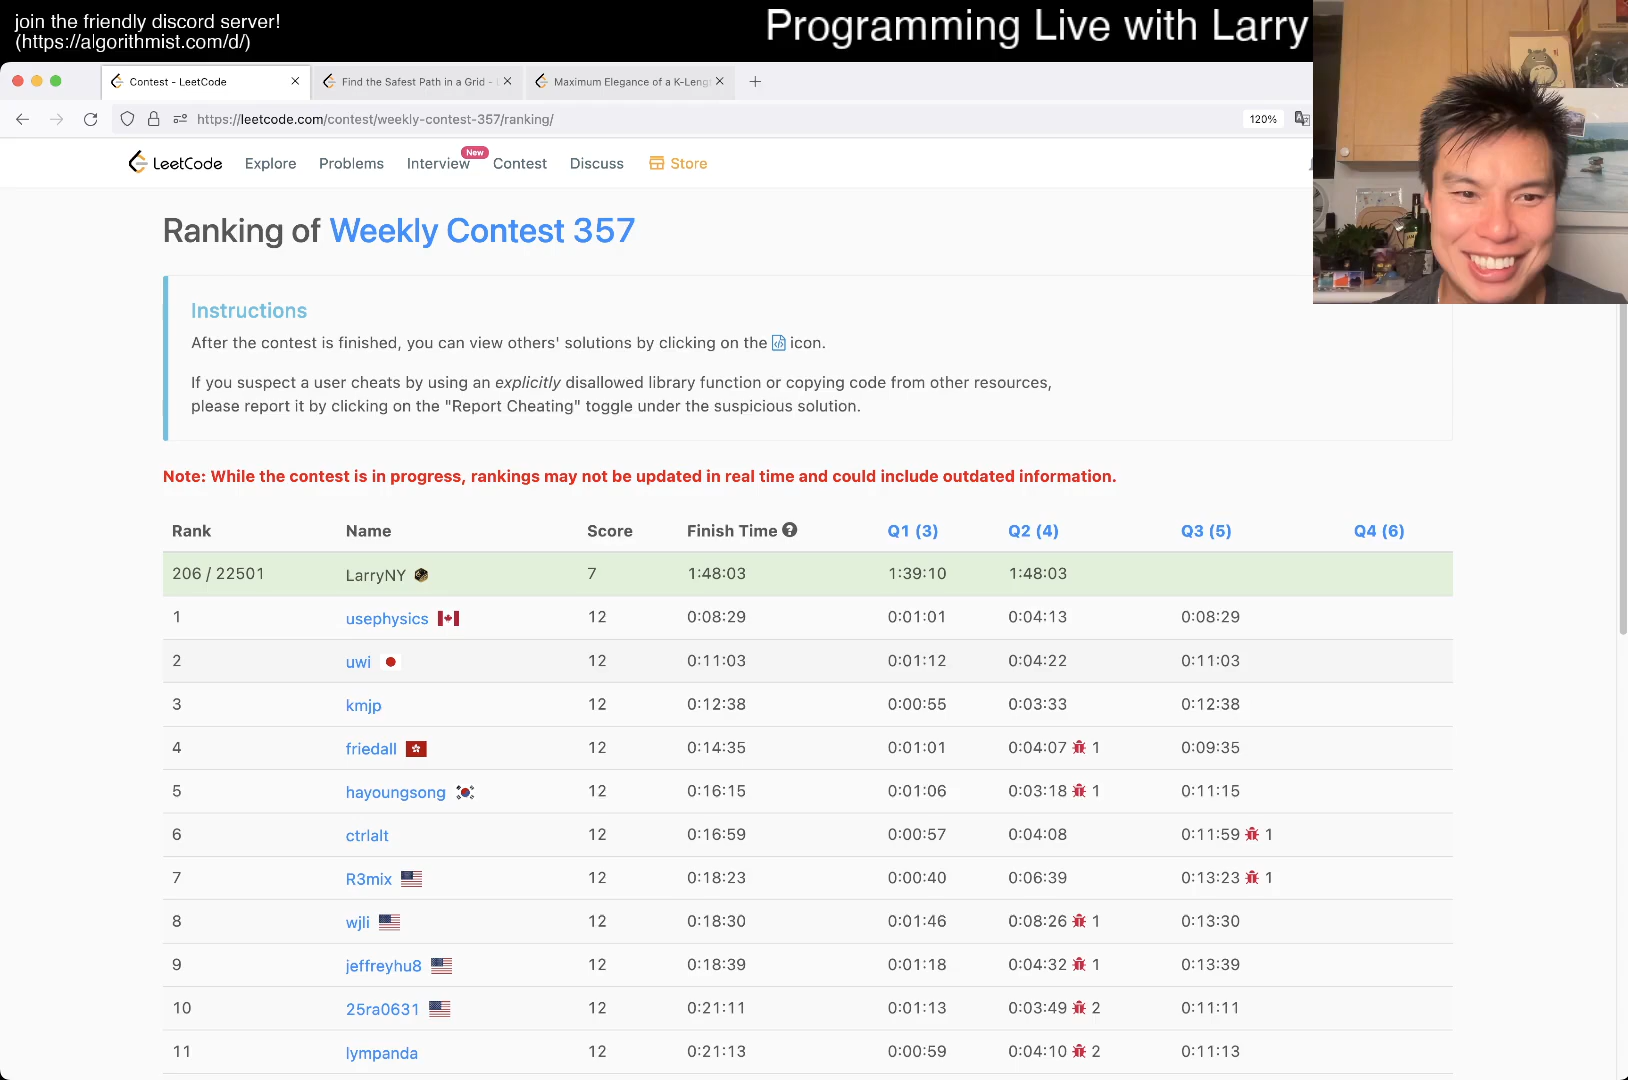 join the friendly discord server!
(https://algorithmist.com/d/)
Programming Live with Larry
Contest - LeetCode
Find the Safest Path in a Grid -
Maximum Elegance of a K-Leng
https://leetcode.com/contest/weekly-contest-357/ranking/
120%
LeetCode Explore Problems Interview New Contest Discuss Store
Ranking of Weekly Contest 357
Instructions
After the contest is finished, you can view others' solutions by clicking on the icon.
If you suspect a user cheats by using an explicitly disallowed library function or copying code from other resources,
please report it by clicking on the "Report Cheating" toggle under the suspicious solution.
Note: While the contest is in progress, rankings may not be updated in real time and could include outdated information.
Rank Name Score Finish Time Q1 (3) Q2 (4) Q3 (5) Q4 (6)
206 / 22501 LarryNY 7 1:48:03 1:39:10 1:48:03
1 usephysics 12 0:08:29 0:01:01 0:04:13 0:08:29
2 uwi 12 0:11:03 0:01:12 0:04:22 0:11:03
3 kmjp 12 0:12:38 0:00:55 0:03:33 0:12:38
4 friedall 12 0:14:35 0:01:01 0:04:07 1 0:09:35
5 hayoungsong 12 0:16:15 0:01:06 0:03:18 1 0:11:15
6 ctrlalt 12 0:16:59 0:00:57 0:04:08 0:11:59 1
7 R3mix 12 0:18:23 0:00:40 0:06:39 0:13:23 1
8 wjli 12 0:18:30 0:01:46 0:08:26 1 0:13:30
9 jeffreyhu8 12 0:18:39 0:01:18 0:04:32 1 0:13:39
10 25ra0631 12 0:21:11 0:01:13 0:03:49 2 0:11:11
11 lympanda 12 0:21:13 0:00:59 0:04:10 2 0:11:13